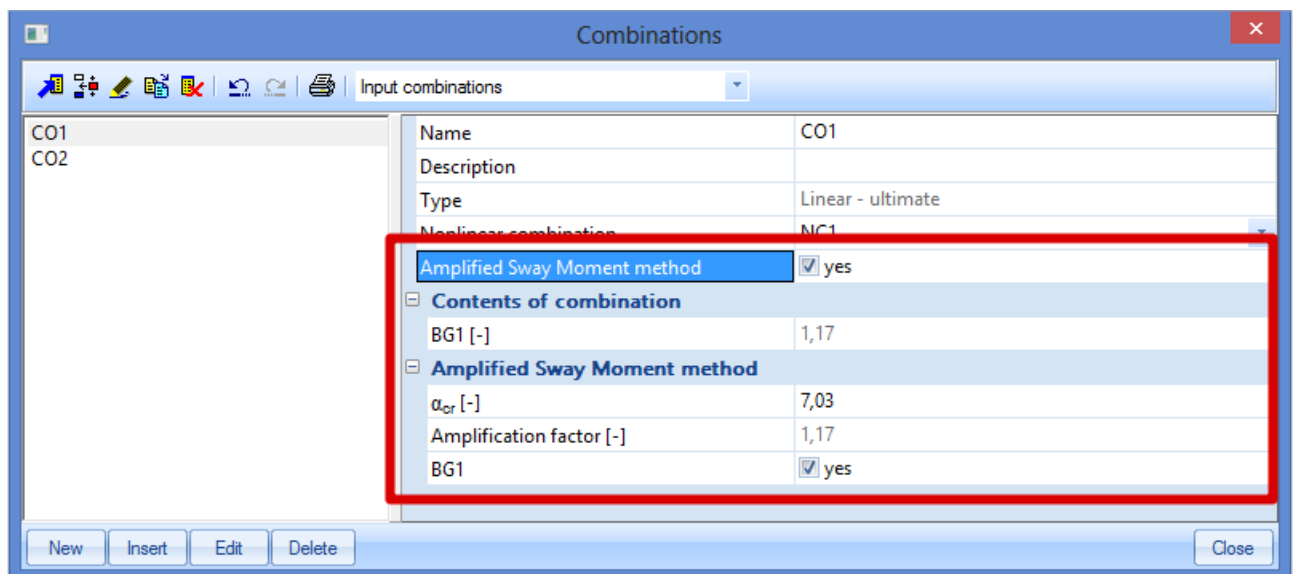 Combinations
Input combinations
CO1
CO2
Name CO1
Description
Type Linear - ultimate
Nonlinear combination NC1
Amplified Sway Moment method yes
Contents of combination
BG1 [-] 1,17
Amplified Sway Moment method
αcr [-] 7,03
Amplification factor [-] 1,17
BG1 yes
New Insert Edit Delete Close